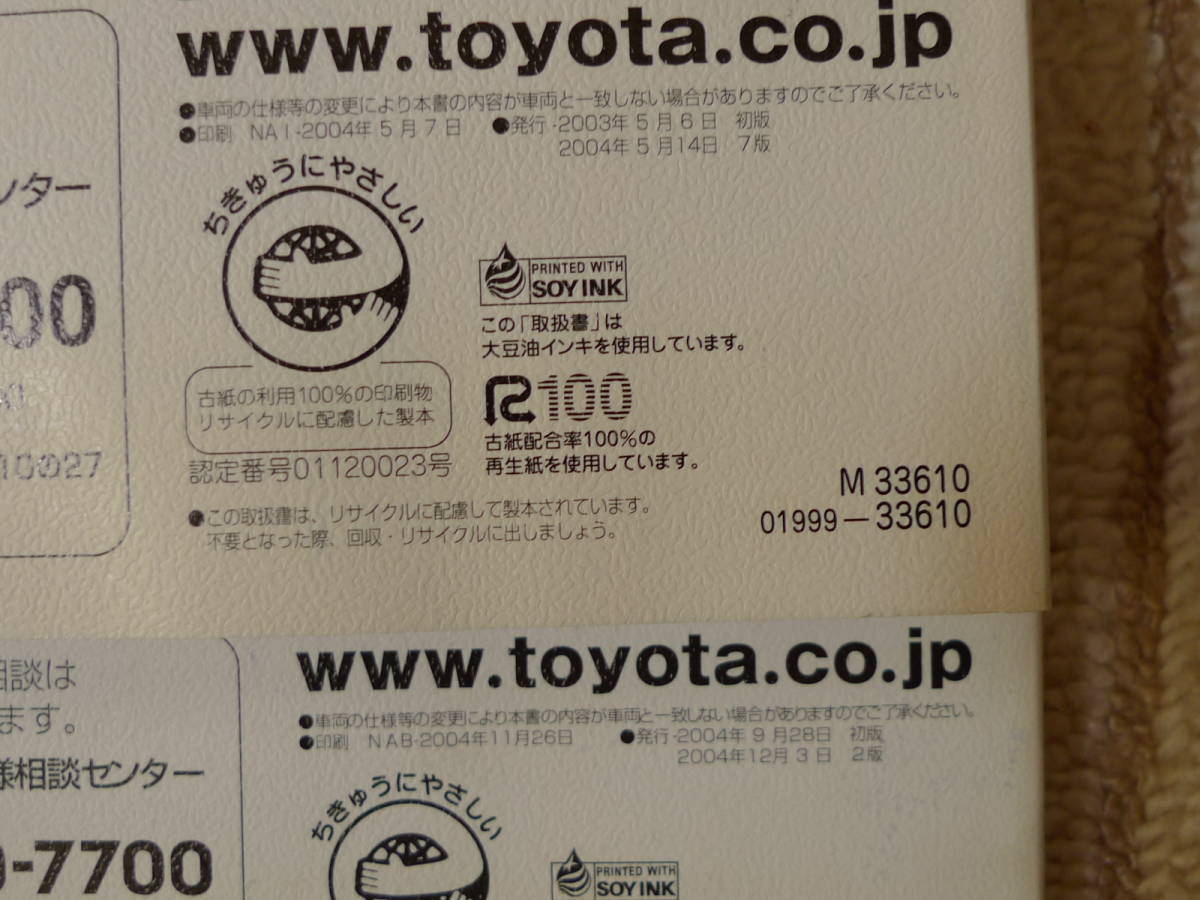 www.toyota.co.jp
●車両の仕様等の変更により本書の内容が車両と一致しない場合がありますのでご了承ください。
●印刷 NAI-2004年5月7日 ●発行-2003年5月6日 初版
2004年5月14日 7版
ンター
00
10の27
ちきゅうにやさしい
古紙の利用100%の印刷物
リサイクルに配慮した製本
認定番号01120023号
PRINTED WITH
SOY INK
この「取扱書」は
大豆油インキを使用しています。
R100
古紙配合率100%の
再生紙を使用しています。
●この取扱書は、リサイクルに配慮して製本されています。
不要となった際、回収・リサイクルに出しましょう。
M 33610
01999-33610
相談は
ます。
様相談センター
-7700
www.toyota.co.jp
●車両の仕様等の変更により本書の内容が車両と一致しない場合がありますのでご了承ください。
●印刷 NAB-2004年11月26日 ●発行-2004年9月28日 初版
2004年12月3日 2版
ちきゅうにやさしい
PRINTED WITH
SOY INK